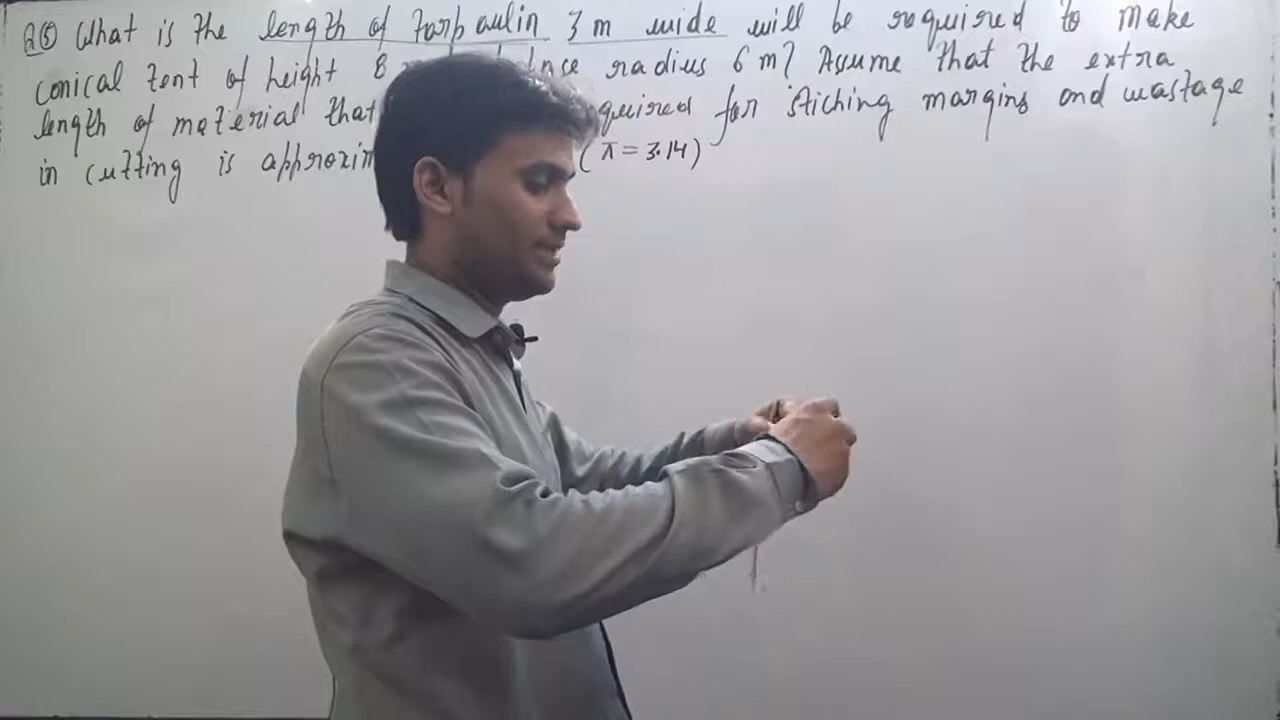 Q⑤ What is the length of tarpaulin 3 m wide will be required to make
conical tent of height 8 radius 6 m? Assume that the extra
length of material that quired for stiching margins and wastage
in cutting is approxim (π = 3.14)